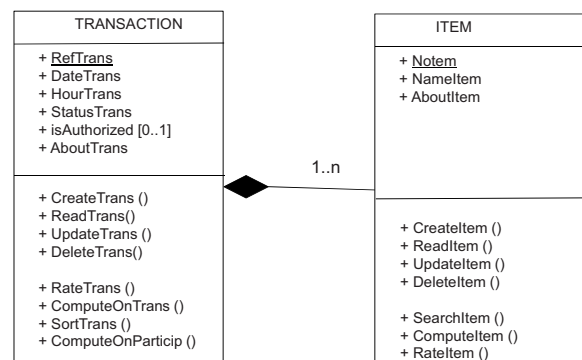 TRANSACTION
+ RefTrans
+ DateTrans
+ HourTrans
+ StatusTrans
+ isAuthorized [0..1]
+ AboutTrans
+ CreateTrans ()
+ ReadTrans()
+ UpdateTrans ()
+ DeleteTrans()
+ RateTrans ()
+ ComputeOnTrans ()
+ SortTrans ()
+ ComputeOnParticip ()
1..n
ITEM
+ Notem
+ NameItem
+ AboutItem
+ CreateItem ()
+ ReadItem ()
+ UpdateItem ()
+ DeleteItem ()
+ SearchItem ()
+ ComputeItem ()
+ RateItem ()